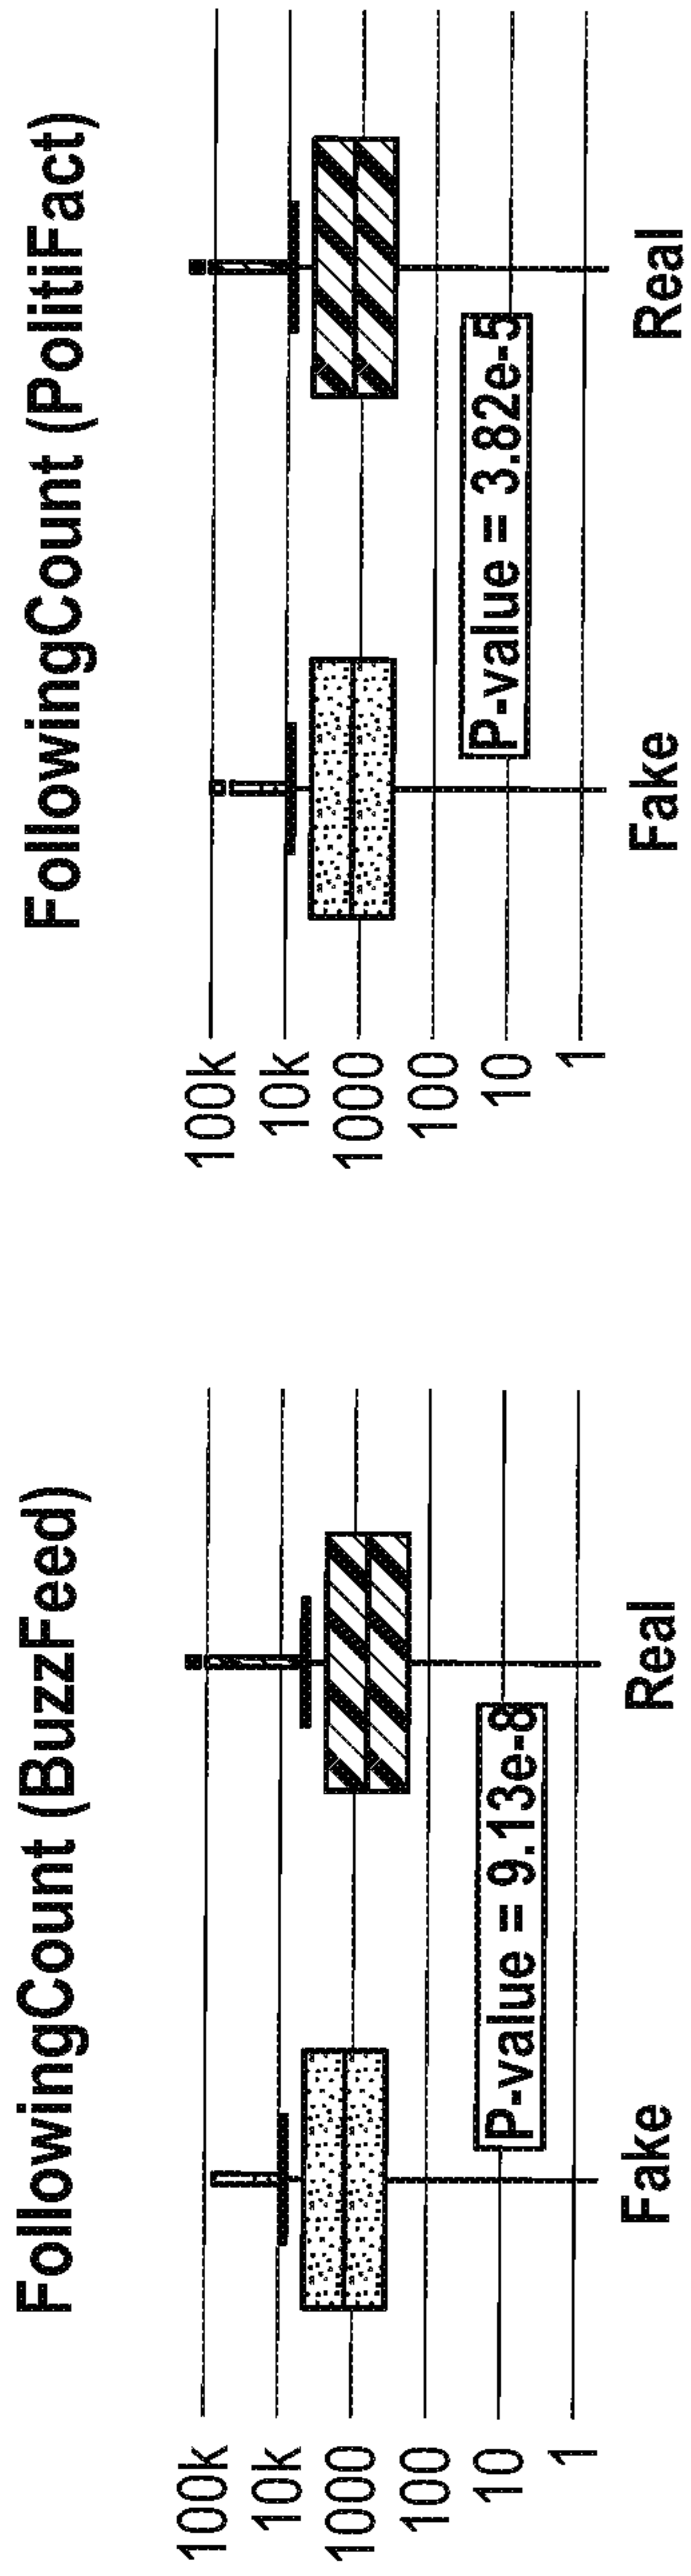 FollowingCount (BuzzFeed)
100k
10k
1000
100
10
1
P-value = 9.13e-8
Fake
Real
FollowingCount (PolitiFact)
100k
10k
1000
100
10
1
P-value = 3.82e-5
Fake
Real